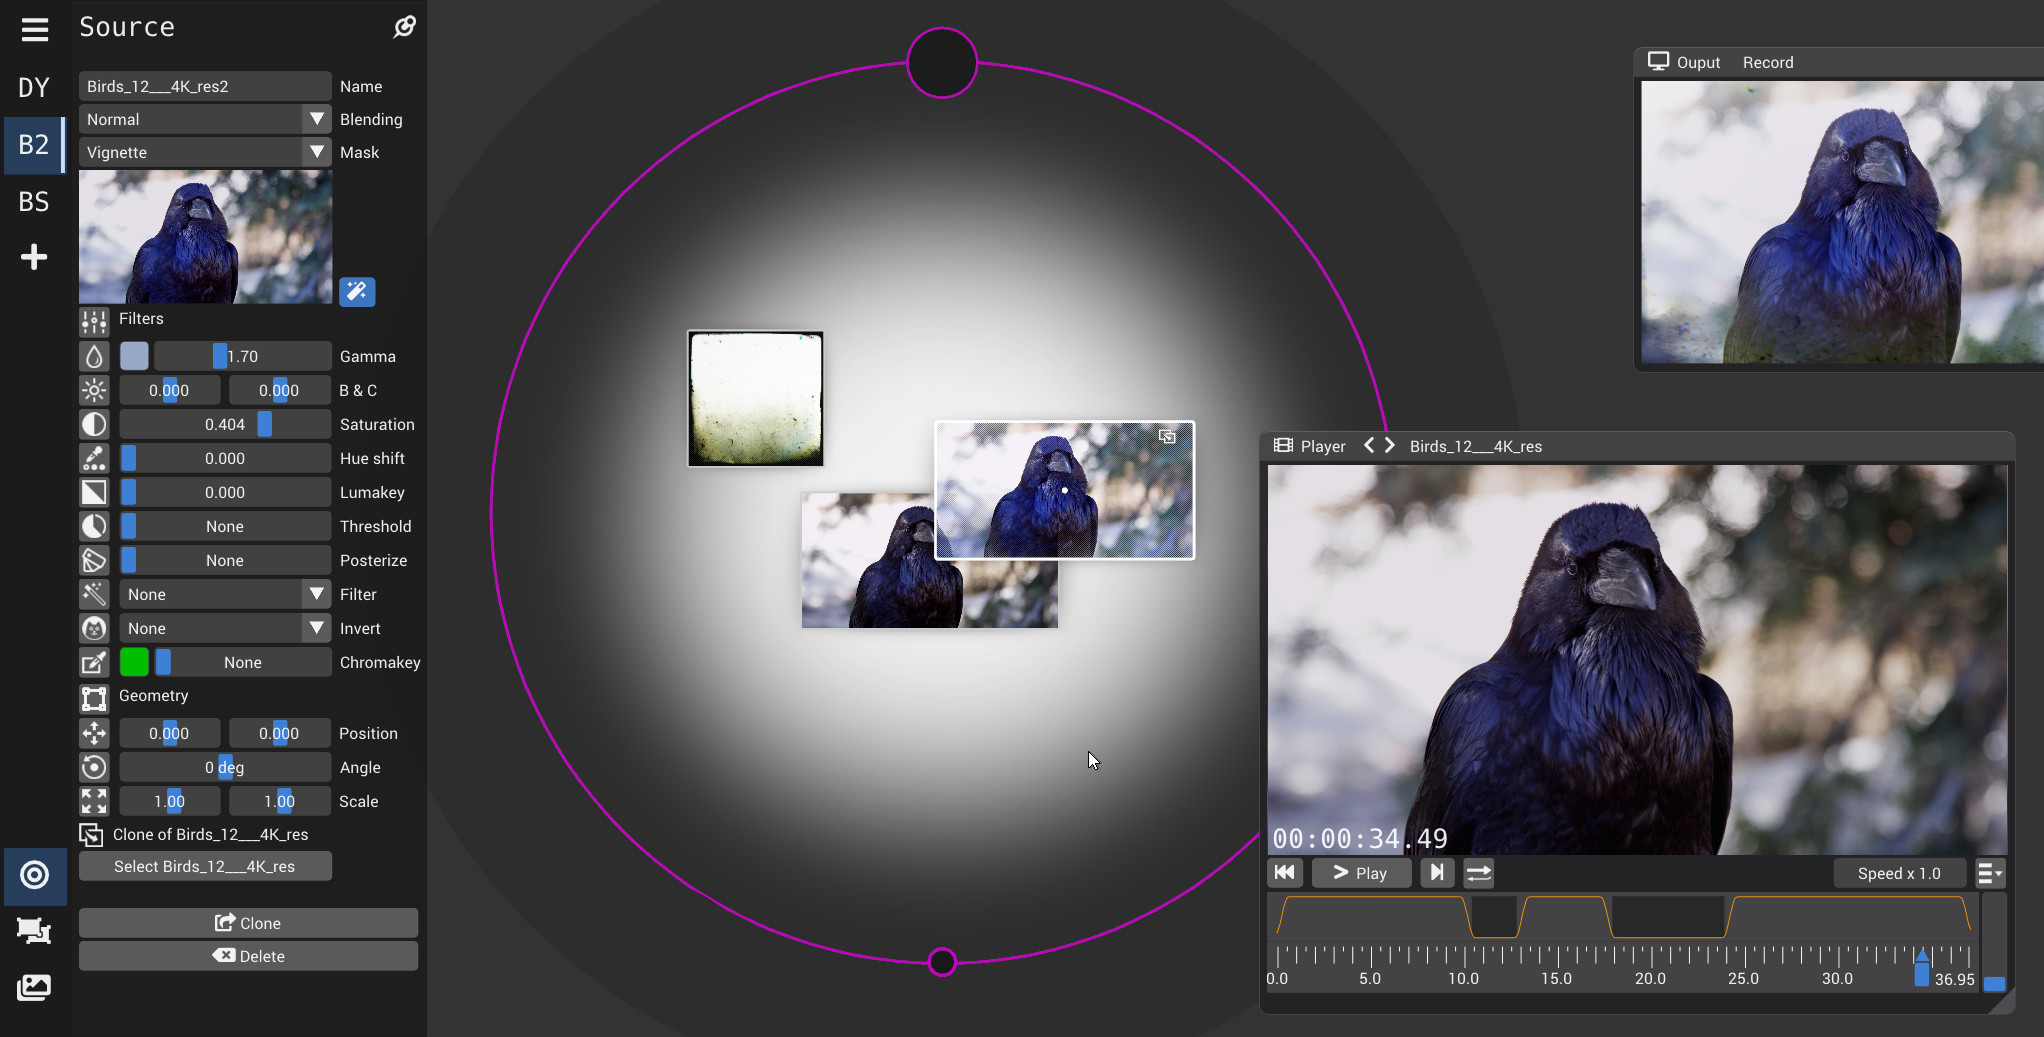 Source
DY
B2
BS
Birds_12___4K_res2 Name
Normal Blending
Vignette Mask
Filters
1.70 Gamma
0.000 0.000 B & C
0.404 Saturation
0.000 Hue shift
0.000 Lumakey
None Threshold
None Posterize
None Filter
None Invert
None Chromakey
Geometry
0.000 0.000 Position
0 deg Angle
1.00 1.00 Scale
Clone of Birds_12___4K_res
Select Birds_12___4K_res
Clone
Delete
Ouput Record
Player Birds_12___4K_res
00:00:34.49
Play Speed x 1.0
0.0 5.0 10.0 15.0 20.0 25.0 30.0 36.95